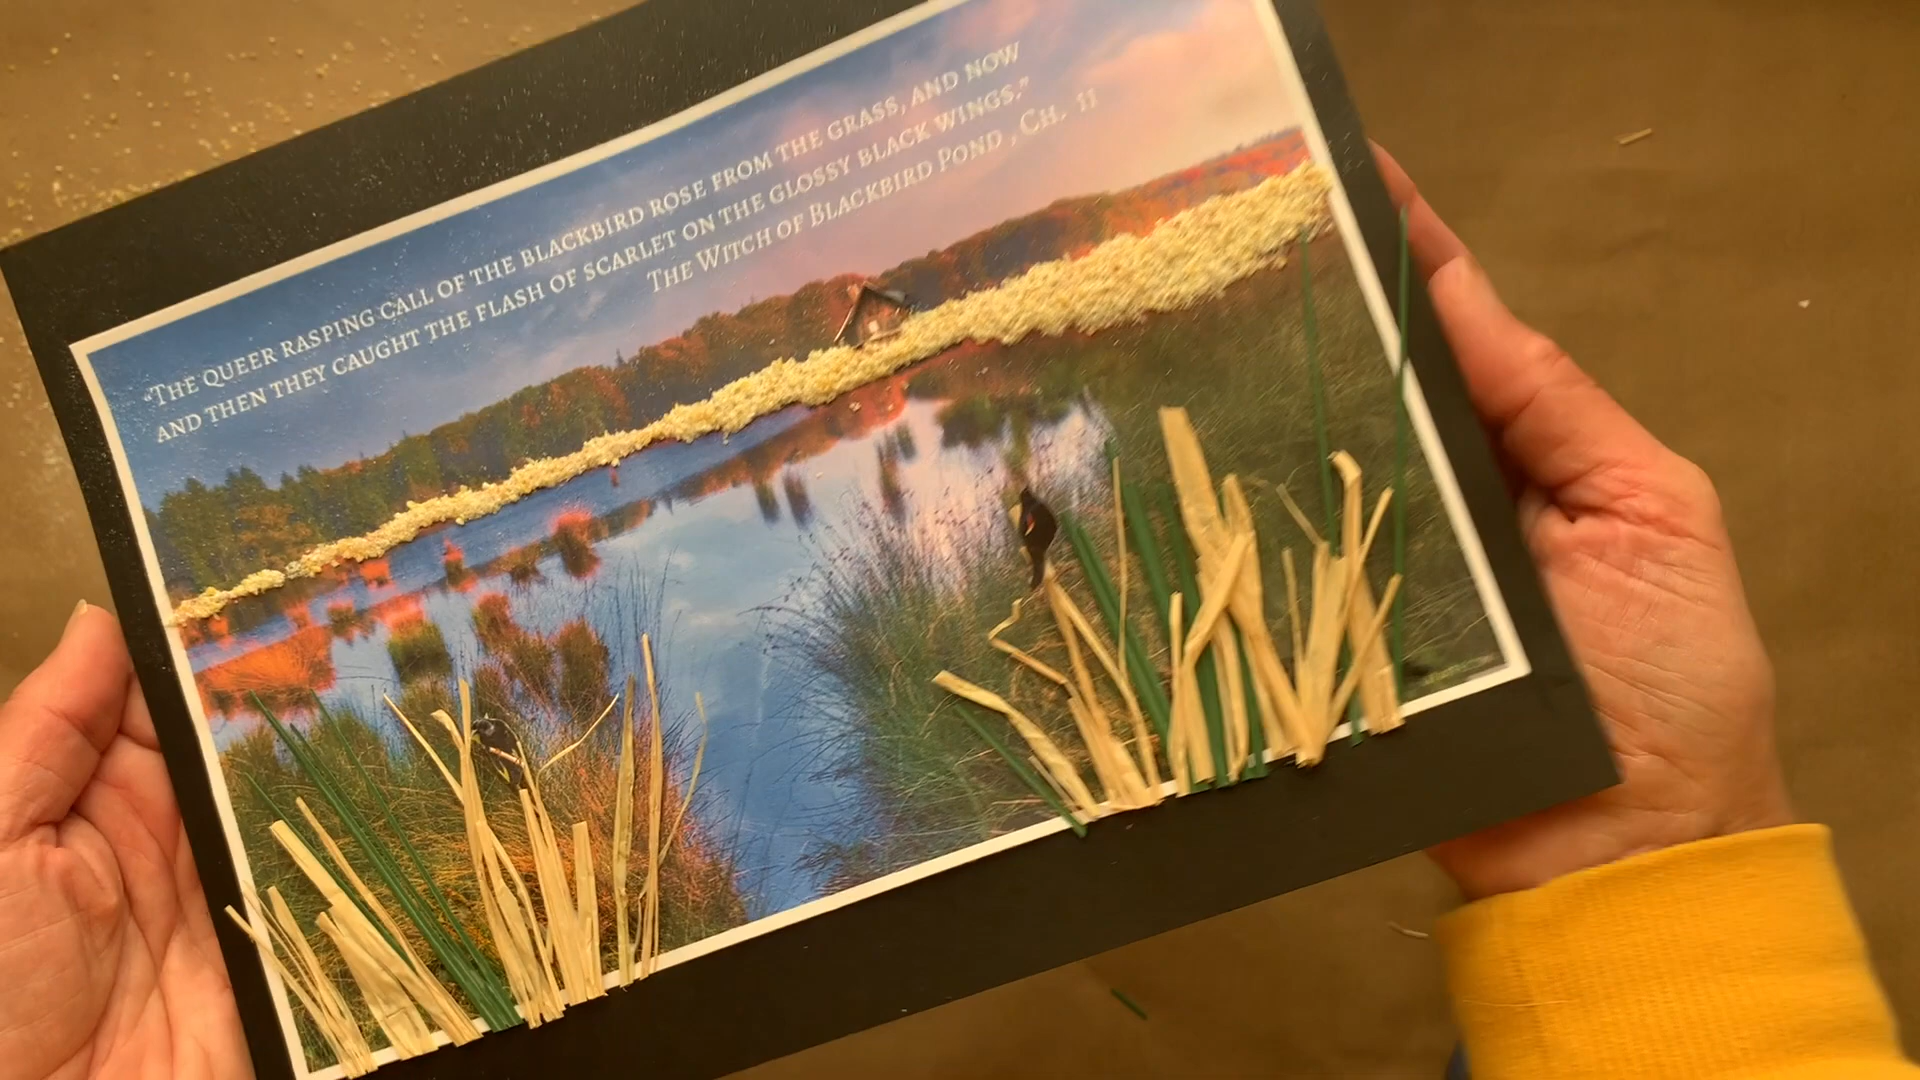 “The queer rasping call of the blackbird rose from the grass, and now
and then they caught the flash of scarlet on the glossy black wings.”
The Witch of Blackbird Pond , Ch. 11